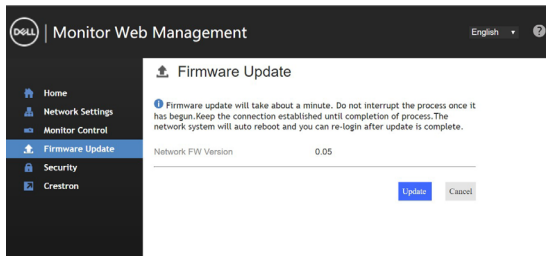 DELL | Monitor Web Management
English
?
Firmware Update
Home
Network Settings
Monitor Control
Firmware Update
Security
Crestron
Firmware update will take about a minute. Do not interrupt the process once it
has begun.Keep the connection established until completion of process.The
network system will auto reboot and you can re-login after update is complete.
Network FW Version 0.05
Update Cancel